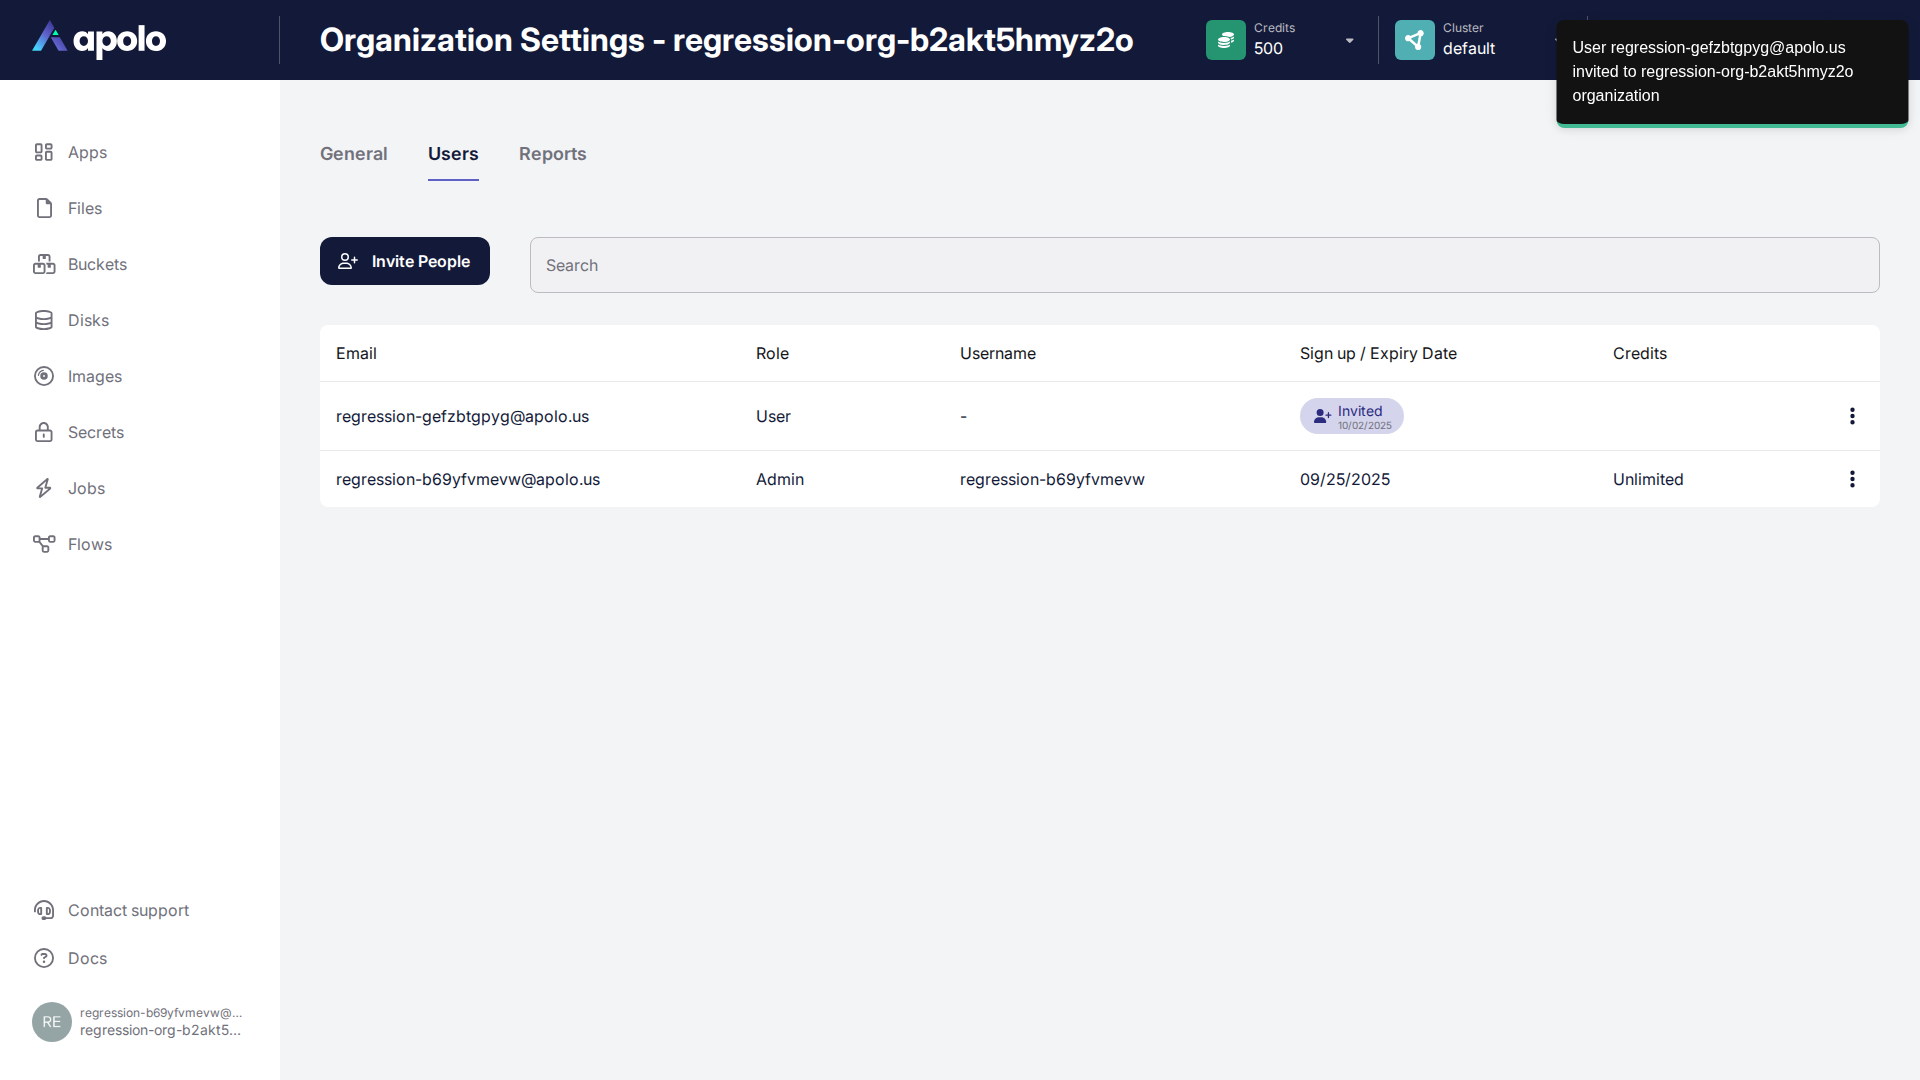 apolo
Organization Settings - regression-org-b2akt5hmyz2o
Credits
500
Cluster
default
User regression-gefzbtgpyg@apolo.us
invited to regression-org-b2akt5hmyz2o
organization
Apps
Files
Buckets
Disks
Images
Secrets
Jobs
Flows
Contact support
Docs
RE
regression-b69yfvmevw@...
regression-org-b2akt5...
General
Users
Reports
Invite People
Search
Email
Role
Username
Sign up / Expiry Date
Credits
regression-gefzbtgpyg@apolo.us
User
-
Invited
10/02/2025
regression-b69yfvmevw@apolo.us
Admin
regression-b69yfvmevw
09/25/2025
Unlimited